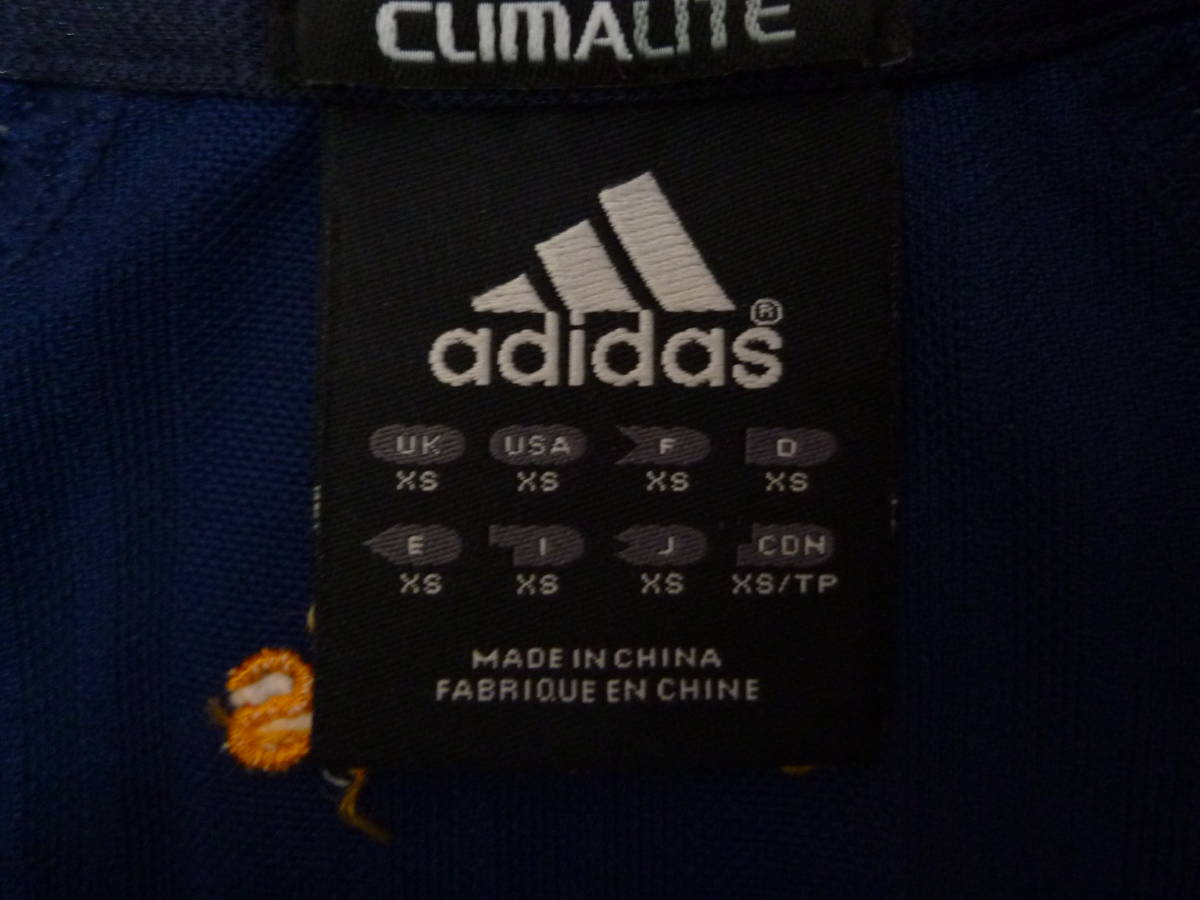 CLIMALITE
adidas®
UK USA F D
XS XS XS XS
E I J CDN
XS XS XS XS/TP
MADE IN CHINA
FABRIQUE EN CHINE